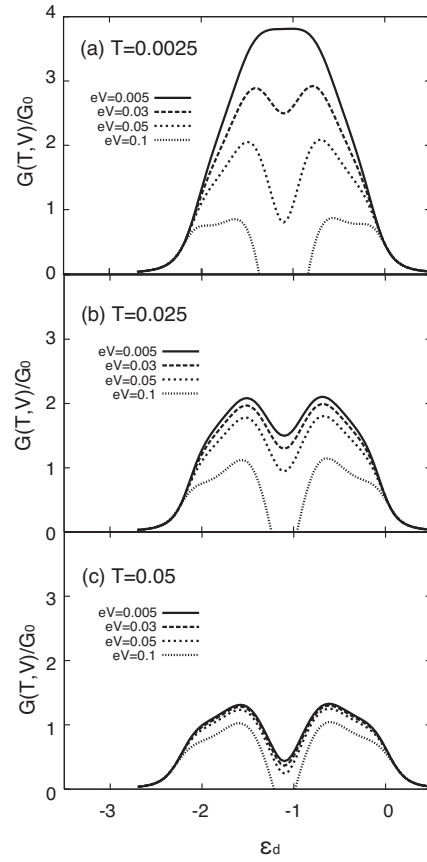 4
(a) T=0.0025
3
eV=0.005
eV=0.03
eV=0.05
eV=0.1
2
G(T,V)/G₀
1
0
(b) T=0.025
3
eV=0.005
eV=0.03
eV=0.05
eV=0.1
2
G(T,V)/G₀
1
0
(c) T=0.05
3
eV=0.005
eV=0.03
eV=0.05
eV=0.1
2
G(T,V)/G₀
1
0
-3 -2 -1 0
εd